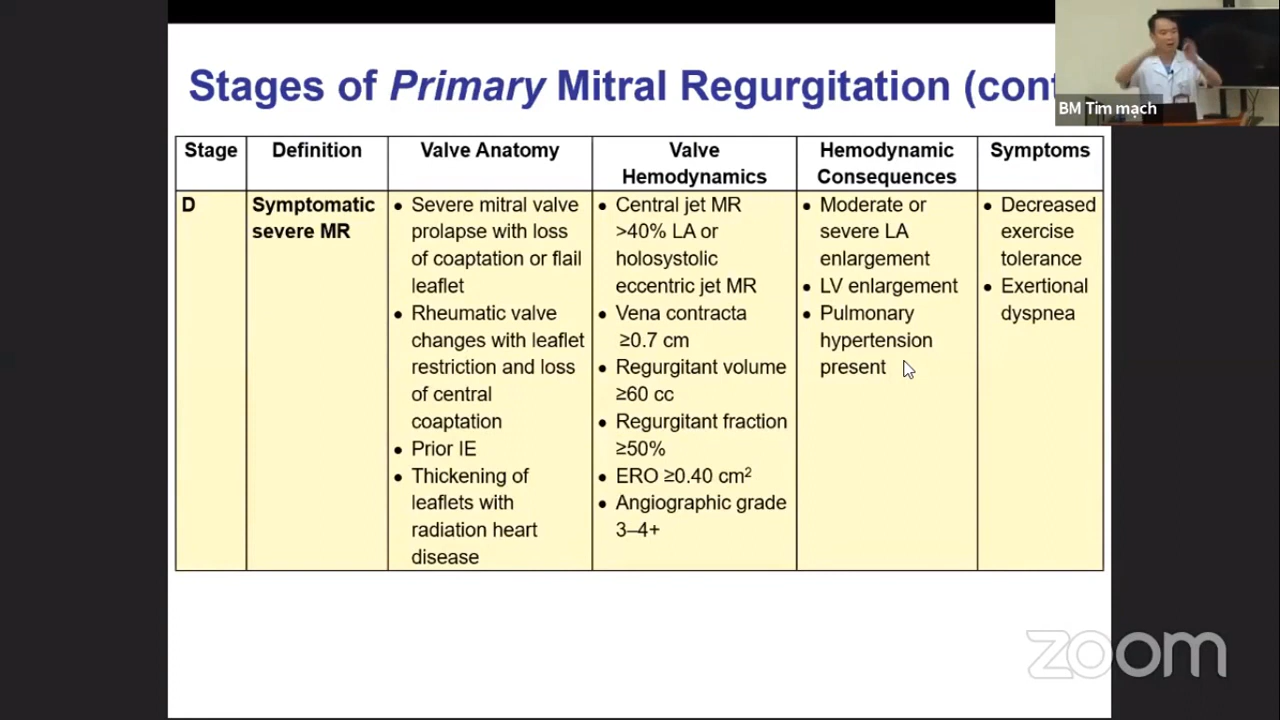 Stages of Primary Mitral Regurgitation (con
BM Tim mạch
Stage
Definition
Valve Anatomy
Valve
Hemodynamics
Hemodynamic
Consequences
Symptoms
D
Symptomatic
severe MR
• Severe mitral valve
prolapse with loss
of coaptation or flail
leaflet
• Rheumatic valve
changes with leaflet
restriction and loss
of central
coaptation
• Prior IE
• Thickening of
leaflets with
radiation heart
disease
• Central jet MR
>40% LA or
holosystolic
eccentric jet MR
• Vena contracta
≥0.7 cm
• Regurgitant volume
≥60 cc
• Regurgitant fraction
≥50%
• ERO ≥0.40 cm²
• Angiographic grade
3–4+
• Moderate or
severe LA
enlargement
• LV enlargement
• Pulmonary
hypertension
present
• Decreased
exercise
tolerance
• Exertional
dyspnea
zoom